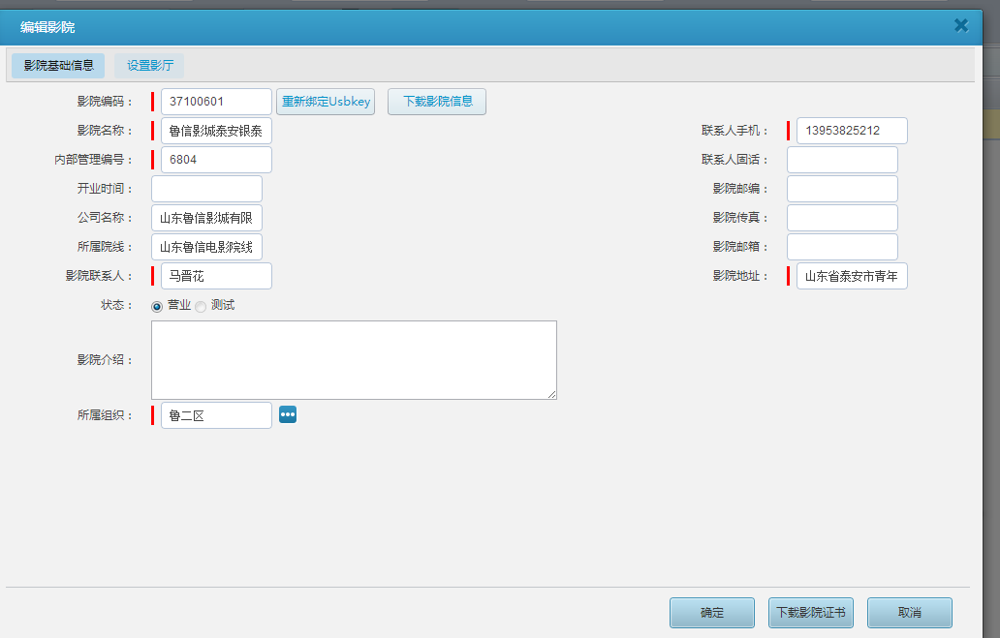 编辑影院
影院基础信息 设置影厅
影院编码： 37100601 重新绑定Usbkey 下载影院信息
影院名称： 鲁信影城泰安银泰 联系人手机： 13953825212
内部管理编号： 6804 联系人固话：
开业时间： 影院邮编：
公司名称： 山东鲁信影城有限 影院传真：
所属院线： 山东鲁信电影院线 影院邮箱：
影院联系人： 马晋花 影院地址： 山东省泰安市青年
状态： 营业 测试
影院介绍：
所属组织： 鲁二区
确定 下载影院证书 取消